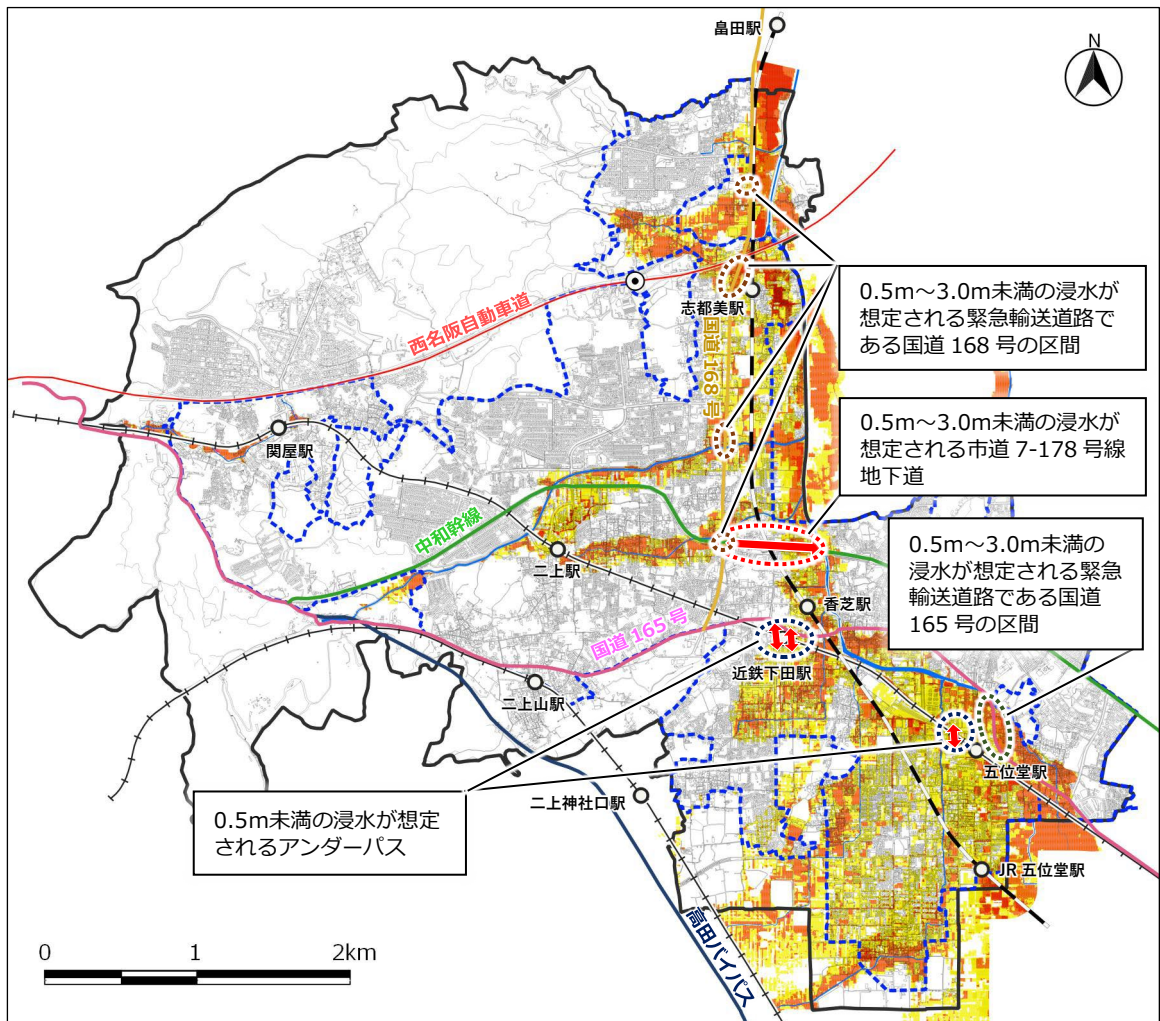 畠田駅
N
志都美駅
西名阪自動車道
国道 168 号
0.5m~3.0m未満の浸水が
想定される緊急輸送道路で
ある国道 168 号の区間
0.5m~3.0m未満の浸水が
想定される市道 7-178 号線
地下道
関屋駅
中和幹線
二上駅
0.5m~3.0m未満の
浸水が想定される緊急
輸送道路である国道
165 号の区間
香芝駅
国道 165 号
近鉄下田駅
二上山駅
五位堂駅
二上神社口駅
0.5m未満の浸水が想定
されるアンダーパス
JR 五位堂駅
高田バイパス
0 1 2km